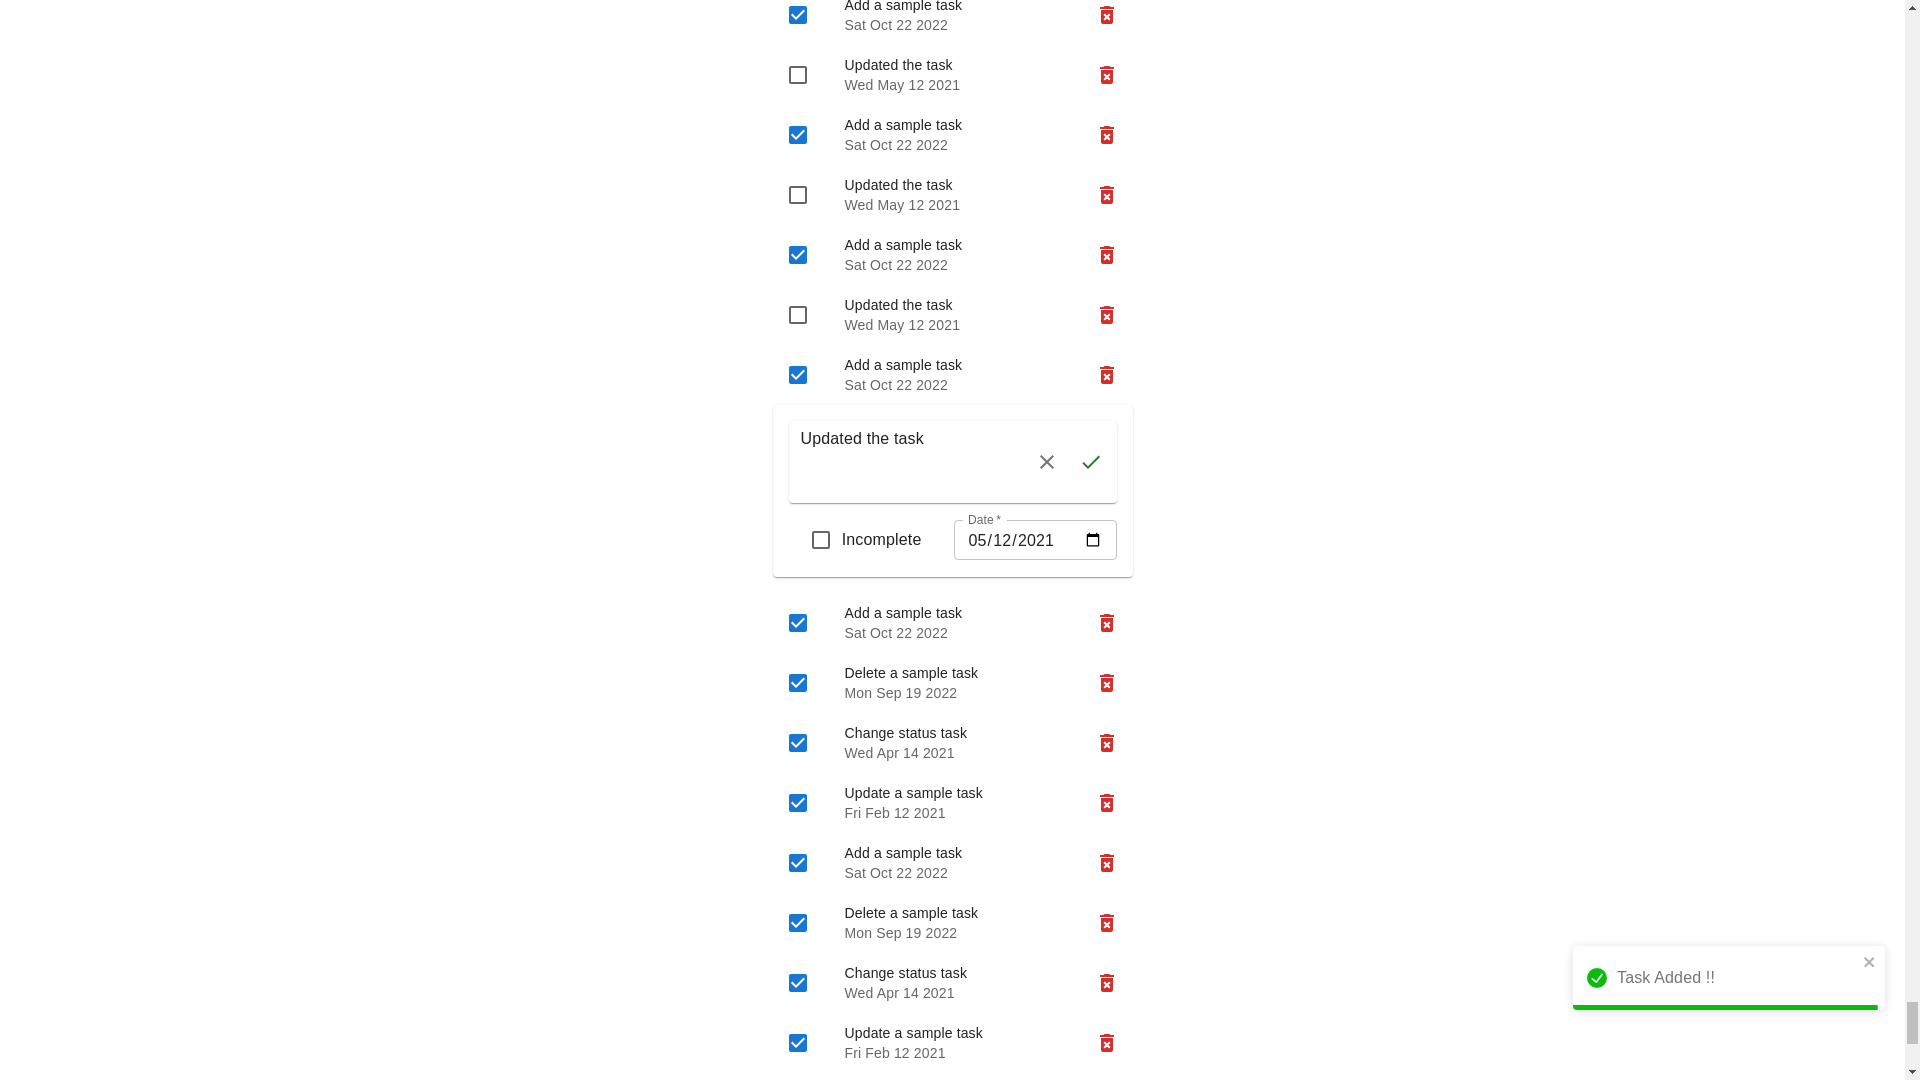 Add a sample task
Sat Oct 22 2022
Updated the task
Wed May 12 2021
Add a sample task
Sat Oct 22 2022
Updated the task
Wed May 12 2021
Add a sample task
Sat Oct 22 2022
Updated the task
Wed May 12 2021
Add a sample task
Sat Oct 22 2022
Updated the task
Date *
Incomplete
05/12/2021
Add a sample task
Sat Oct 22 2022
Delete a sample task
Mon Sep 19 2022
Change status task
Wed Apr 14 2021
Update a sample task
Fri Feb 12 2021
Add a sample task
Sat Oct 22 2022
Delete a sample task
Mon Sep 19 2022
Change status task
Wed Apr 14 2021
Update a sample task
Fri Feb 12 2021
Task Added !!